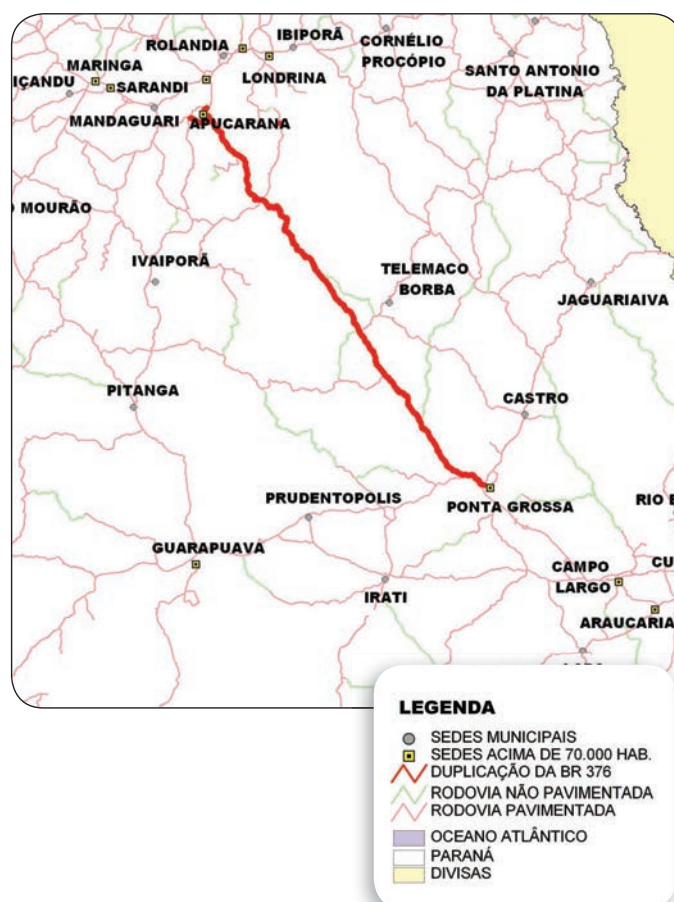 ROLANDIA
IBIPORÃ
CORNÉLIO
PROCÓPIO
MARINGA
LONDRINA
SANTO ANTONIO
DA PLATINA
IÇANDU
SARANDI
MANDAGUARI
APUCARANA
MOURÃO
IVAIPORÃ
TELEMACO
BORBA
JAGUARIAIVA
PITANGA
CASTRO
PRUDENTOPOLIS
PONTA GROSSA
RIO
GUARAPUAVA
CAMPO
LARGO
CU
IRATI
ARAUCARIA
LEGENDA
SEDES MUNICIPAIS
SEDES ACIMA DE 70.000 HAB.
DUPLICAÇÃO DA BR 376
RODOVIA NÃO PAVIMENTADA
RODOVIA PAVIMENTADA
OCEANO ATLÂNTICO
PARANÁ
DIVISAS